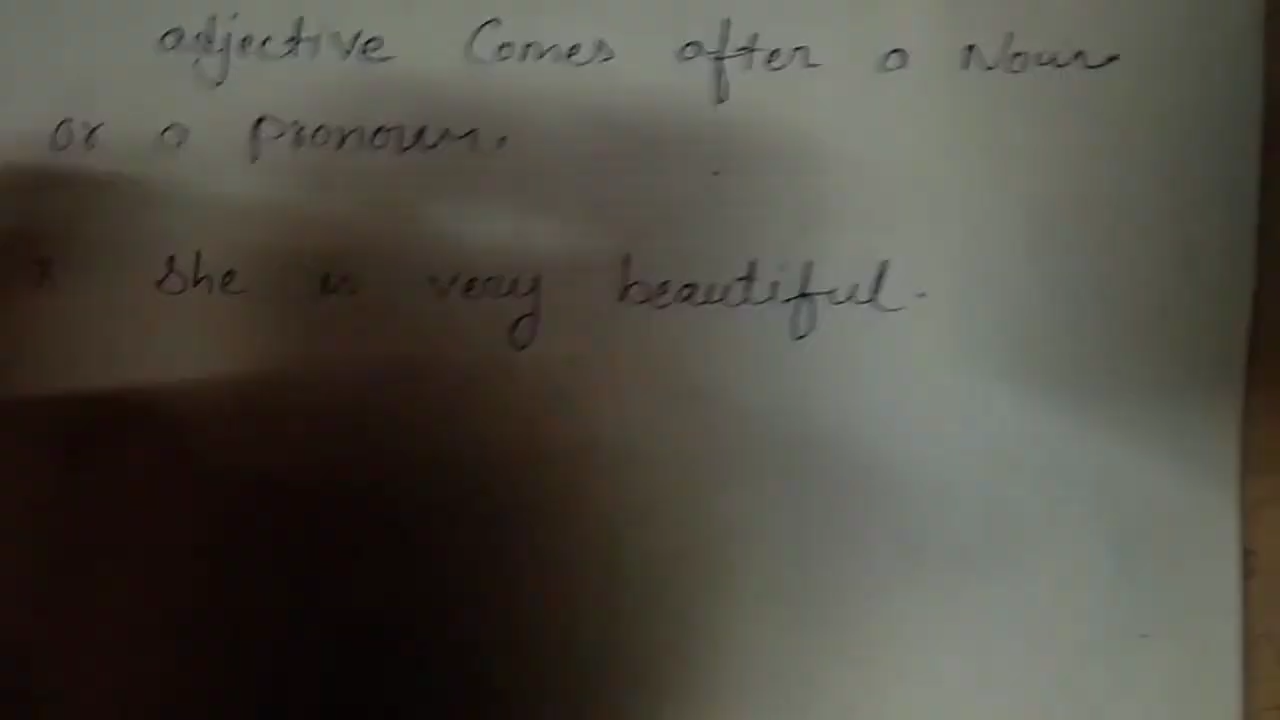 adjective Comes after a Noun
or a pronoun.
She is very beautiful.